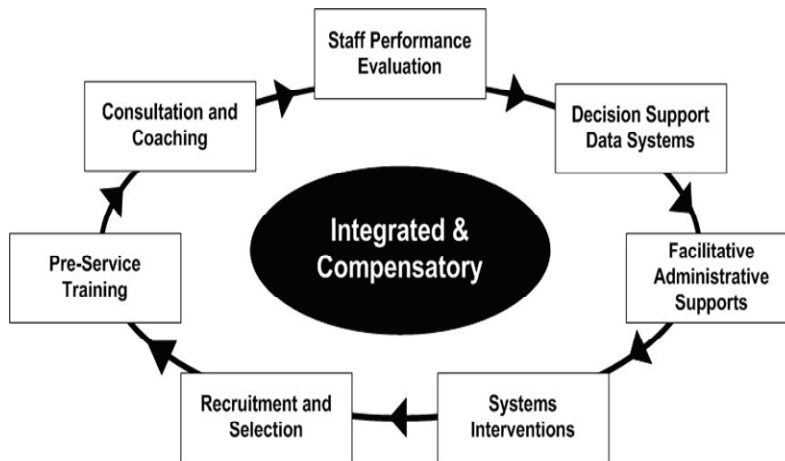 Staff Performance
Evaluation
Consultation and
Coaching
Decision Support
Data Systems
Integrated &
Compensatory
Pre-Service
Training
Facilitative
Administrative
Supports
Recruitment and
Selection
Systems
Interventions